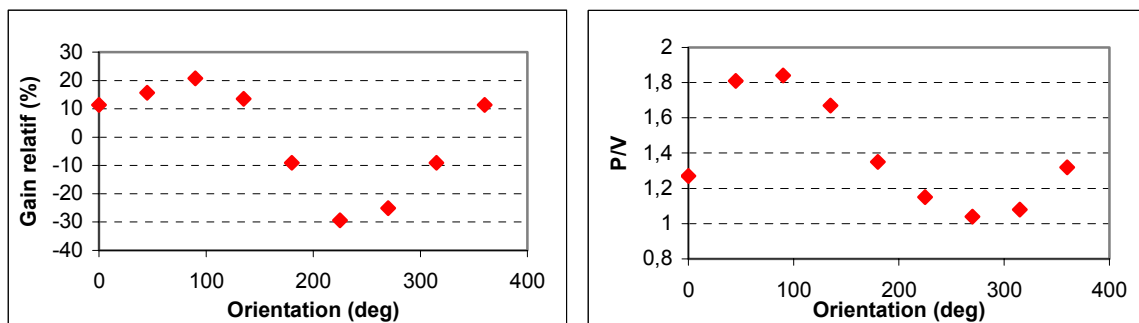 Gain relatif (%)
30
20
10
0
-10
-20
-30
-40
0 100 200 300 400
Orientation (deg)
P/V
2
1,8
1,6
1,4
1,2
1
0,8
0 100 200 300 400
Orientation (deg)